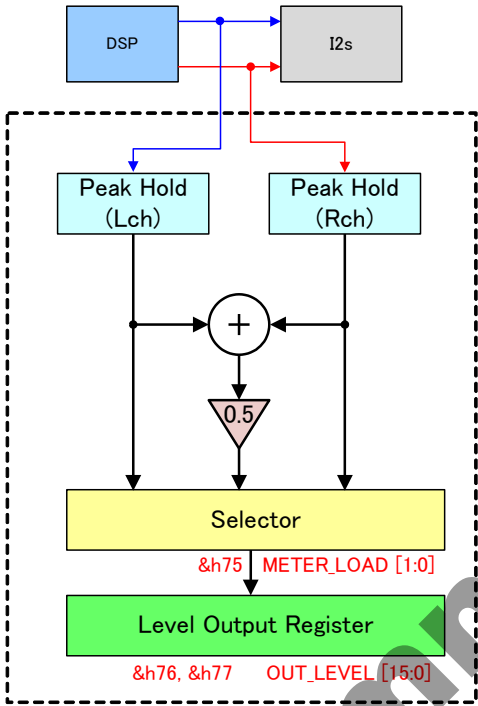 DSP
I2s
Peak Hold
(Lch)
Peak Hold
(Rch)
+
0.5
Selector
&h75 METER_LOAD [1:0]
Level Output Register
&h76, &h77 OUT_LEVEL [15:0]